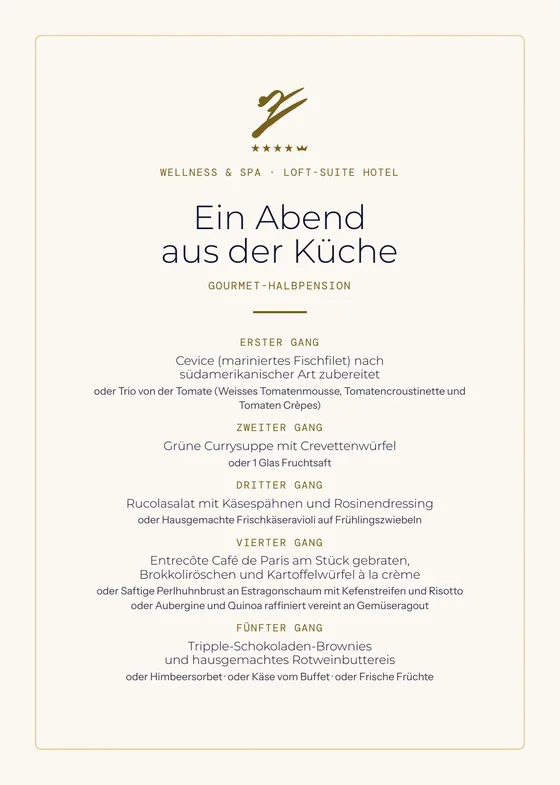 WELLNESS & SPA · LOFT-SUITE HOTEL
Ein Abend
aus der Küche
GOURMET-HALBPENSION
ERSTER GANG
Cevice (mariniertes Fischfilet) nach
südamerikanischer Art zubereitet
oder Trio von der Tomate (Weisses Tomatenmousse, Tomatencroustinette und
Tomaten Crèpes)
ZWEITER GANG
Grüne Currysuppe mit Crevettenwürfel
oder 1 Glas Fruchtsaft
DRITTER GANG
Rucolasalat mit Käsespähnen und Rosinendressing
oder Hausgemachte Frischkäseravioli auf Frühlingszwiebeln
VIERTER GANG
Entrecôte Café de Paris am Stück gebraten,
Brokkoliröschen und Kartoffelwürfel à la crème
oder Saftige Perlhuhnbrust an Estragonschaum mit Kefenstreifen und Risotto
oder Aubergine und Quinoa raffiniert vereint an Gemüseragout
FÜNFTER GANG
Tripple-Schokoladen-Brownies
und hausgemachtes Rotweinbuttereis
oder Himbeersorbet · oder Käse vom Buffet · oder Frische Früchte